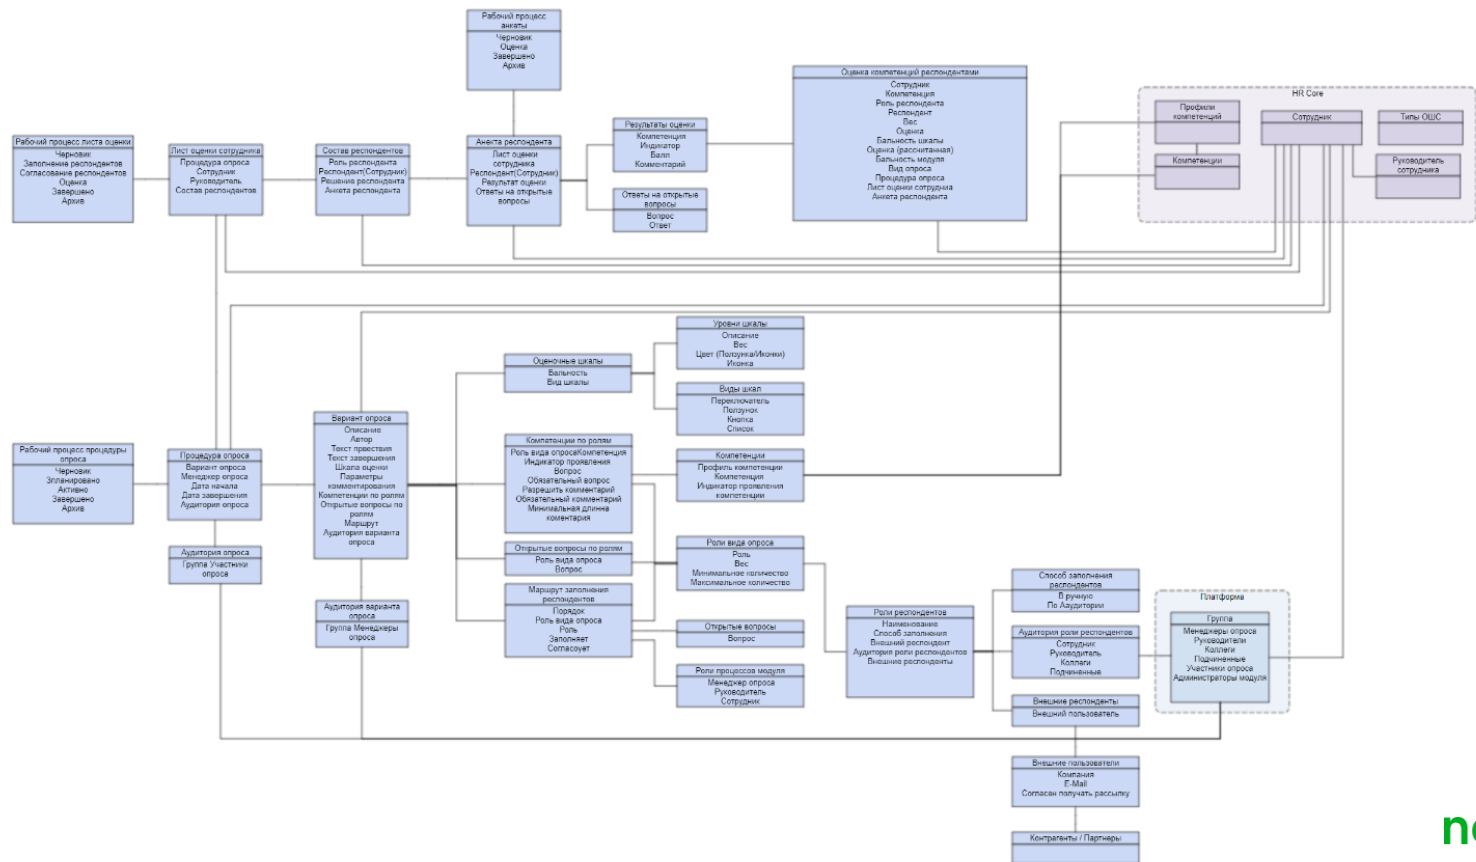 Рабочий процесс
анкеты
Черновик
Оценка
Завершено
Архив
Оценка компетенций респондентами
Сотрудник
Компетенция
Роль респондента
Респондент
Вес
Оценка
Бальность шкалы
Оценка (рассчитанная)
Бальность модуля
Вид опроса
Процедура опроса
Лист оценки сотрудниа
Анкета респондента
HR Core
Профили
компетенций
Компетенции
Сотрудник
Типы ОШС
Руководитель
сотрудника
Рабочий процесс листа оценки
Черновик
Заполнение респондентов
Согласование респондентов
Оценка
Завершено
Архив
Лист оценки сотрудника
Процедура опроса
Сотрудник
Руководитель
Состав респондентов
Состав респондентов
Роль респондента
Респондент(Сотрудник)
Решение респондента
Анкета респондента
Анекта респондента
Лист оценки
сотрудника
Респондент(Сотрудник)
Результат оценки
Ответы на открытые
вопросы
Результаты оценки
Компетенция
Индикатор
Балл
Комментарий
Ответы на открытые
вопросы
Вопрос
Ответ
Уровни шкалы
Описание
Вес
Цвет (Ползунка/Иконки)
Иконка
Оценочные шкалы
Бальность
Вид шкалы
Виды шкал
Переключатель
Ползунок
Кнопка
Список
Рабочий процесс процедуры
опроса
Черновик
Зпланировано
Активно
Завершено
Архив
Процедура опроса
Вариант опроса
Менеджер опроса
Дата начала
Дата завершения
Аудитория опроса
Аудитория опроса
Группа Участники
опроса
Вариант опроса
Описание
Автор
Текст првествия
Текст завершения
Шкала оценки
Параметры
комментирования
Компетенции по ролям
Открытые вопросы по
ролям
Маршрут
Аудитория варианта
опроса
Аудитория варианта
опроса
Группа Менеджеры
опроса
Компетенции по ролям
Роль вида опросаКомпетенция
Индикатор проявления
Вопрос
Обязательный вопрос
Разрешить комментарий
Обязательный комментарий
Минимальная длинна
коментария
Компетенции
Профиль компетенции
Компетенция
Индикатор проявления
компетенции
Открытые вопросы по ролям
Роль вида опроса
Вопрос
Роли вида опроса
Роль
Вес
Минимальное количество
Максимальное количество
Маршрут заполнения
респондентов
Порядок
Роль вида опроса
Роль
Заполняет
Согласоует
Открытые вопросы
Вопрос
Роли процессов модуля
Менеджер опроса
Руководитель
Сотрудник
Роли респондентов
Наименование
Способ заполнения
Внешний респондент
Аудитория роли респондентов
Внешние респонденты
Способ заполнения
респондентов
В ручную
По Ааудитории
Аудитория роли респондентов
Сотрудник
Руководитель
Коллеги
Подчиненные
Внешние респонденты
Внешний пользователь
Платформа
Группа
Менеджеры опроса
Руководители
Коллеги
Подчиненные
Участники опроса
Администраторы модуля
Внешние пользователи
Компания
E-Mail
Согласен получать рассылку
Контрагенты / Партнеры